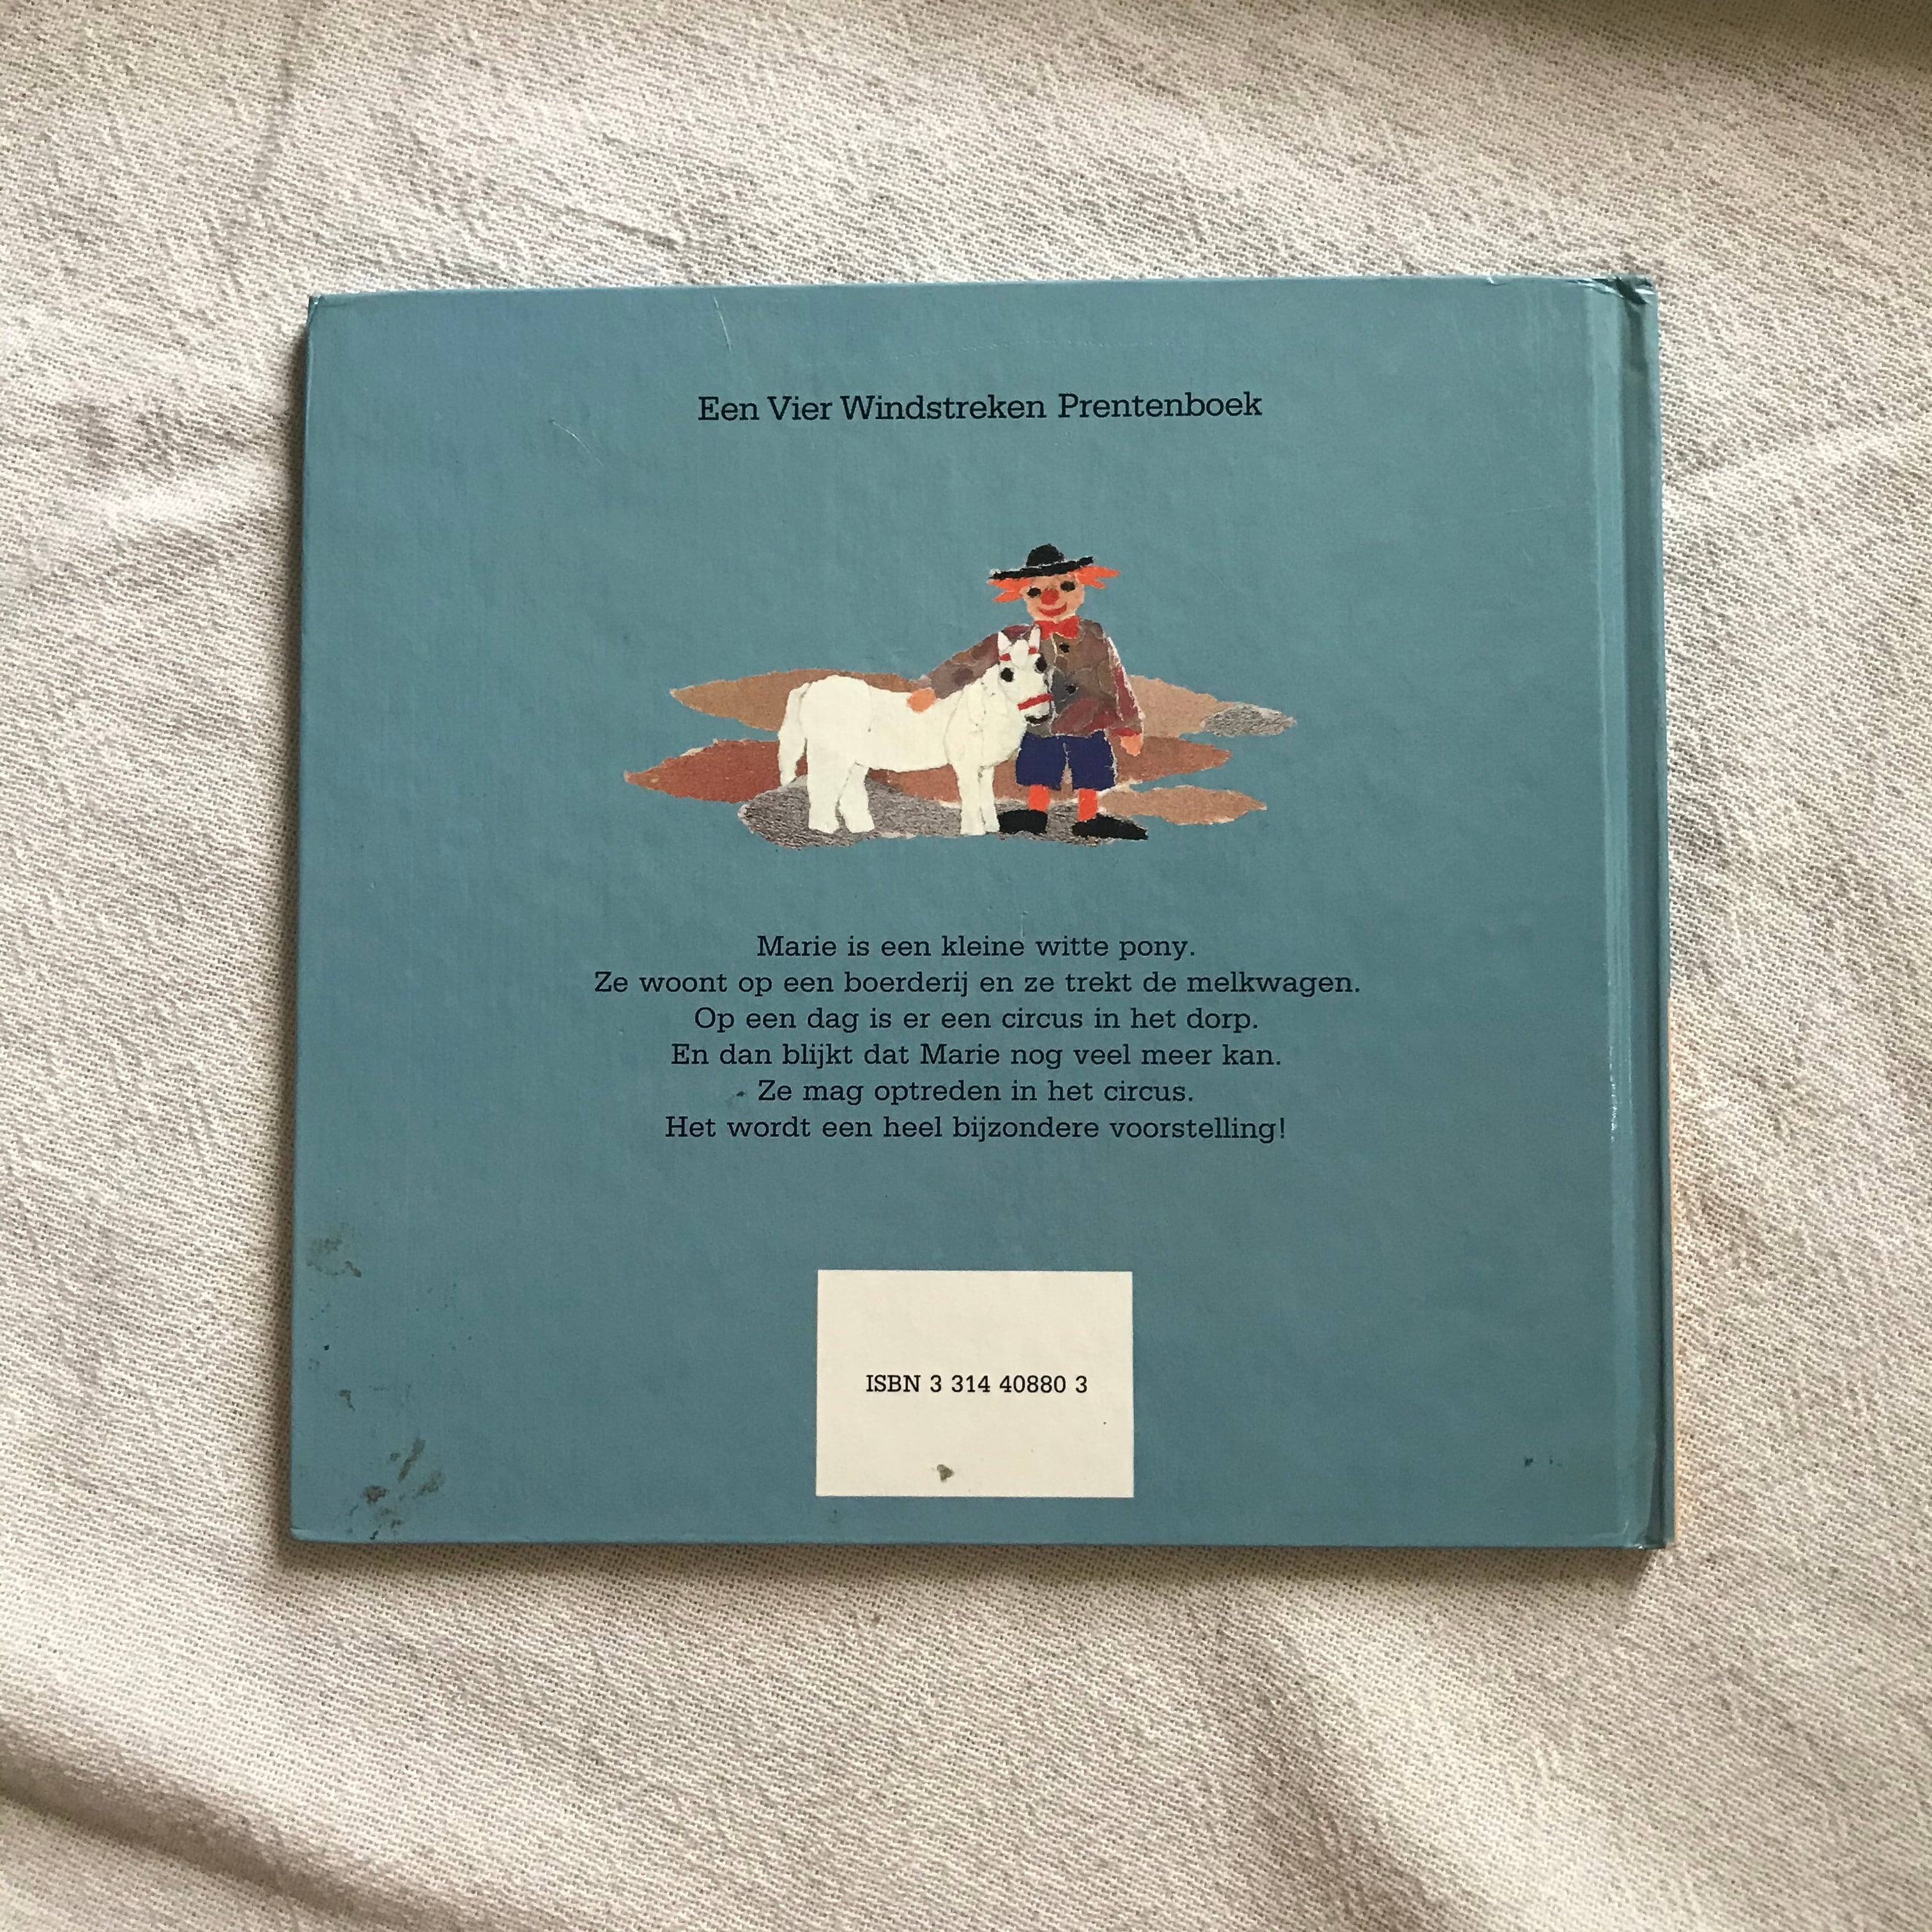 Een Vier Windstreken Prentenboek
Marie is een kleine witte pony.
Ze woont op een boerderij en ze trekt de melkwagen.
Op een dag is er een circus in het dorp.
En dan blijkt dat Marie nog veel meer kan.
Ze mag optreden in het circus.
Het wordt een heel bijzondere voorstelling!
ISBN 3 314 40880 3